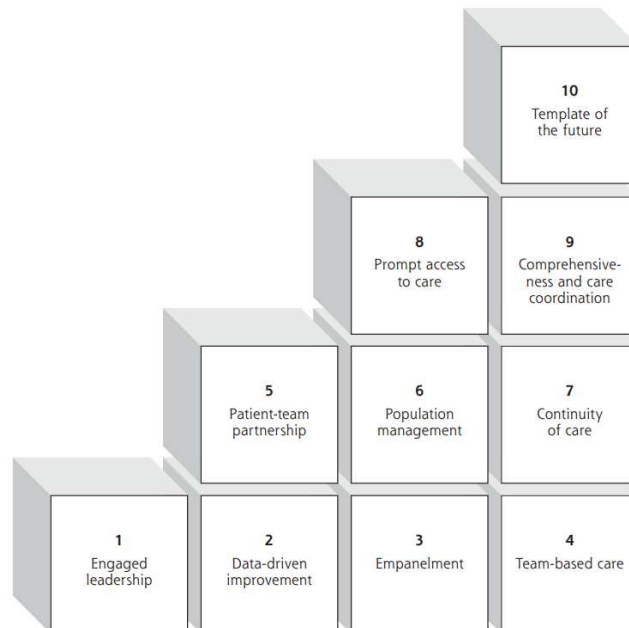 10
Template of
the future
8
Prompt access
to care
9
Comprehensive-
ness and care
coordination
5
Patient-team
partnership
6
Population
management
7
Continuity
of care
1
Engaged
leadership
2
Data-driven
improvement
3
Empanelment
4
Team-based care